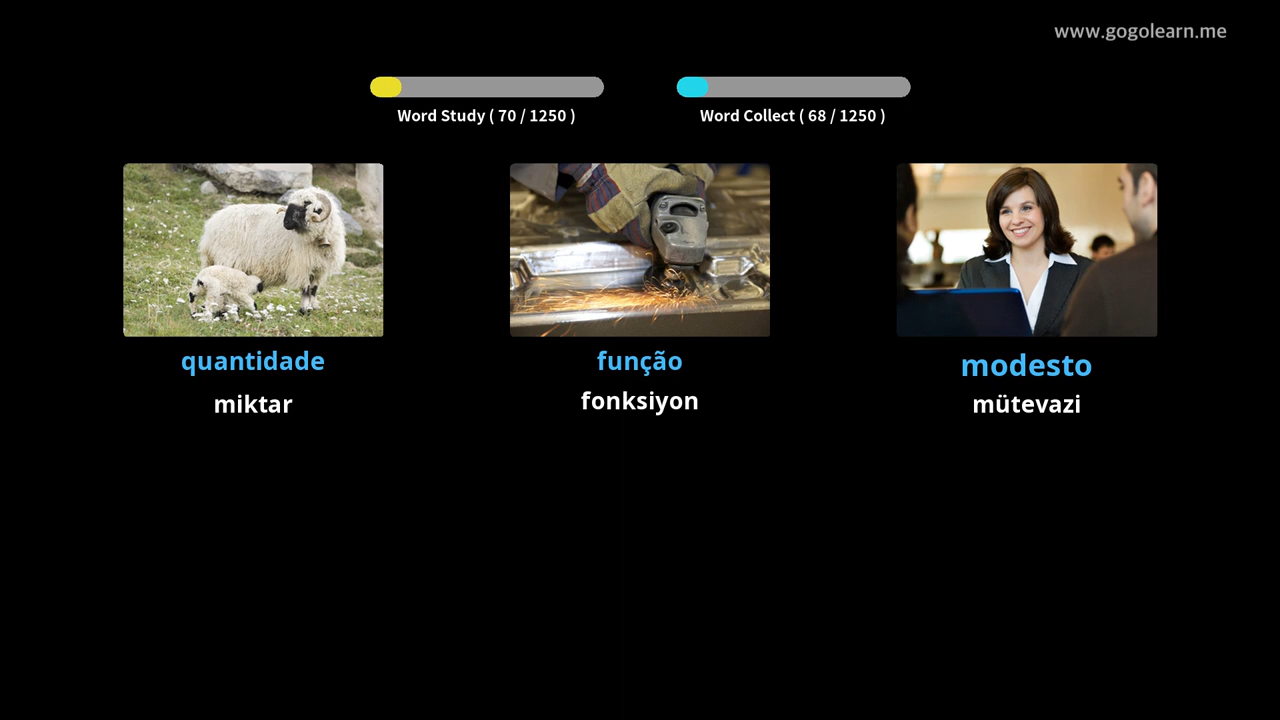 www.gogolearn.me
Word Study ( 70 / 1250 )
Word Collect ( 68 / 1250 )
quantidade
miktar
função
fonksiyon
modesto
mütevazi